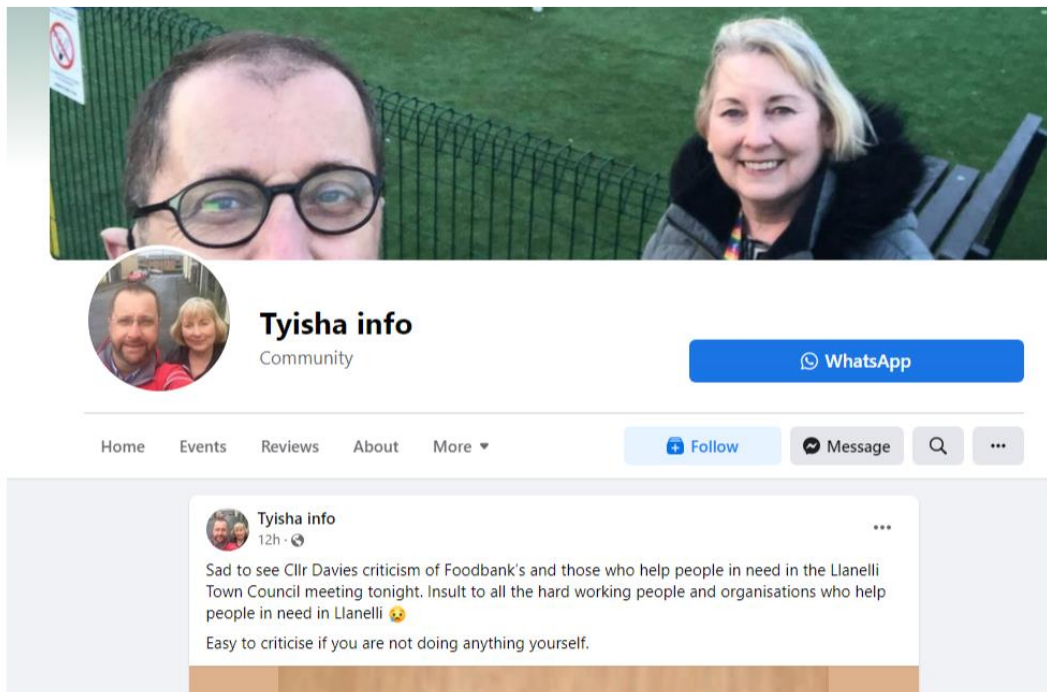 Tyisha info
Community
WhatsApp
Home Events Reviews About More
Follow Message
Tyisha info
12h
Sad to see Cllr Davies criticism of Foodbank's and those who help people in need in the Llanelli
Town Council meeting tonight. Insult to all the hard working people and organisations who help
people in need in Llanelli 😢
Easy to criticise if you are not doing anything yourself.